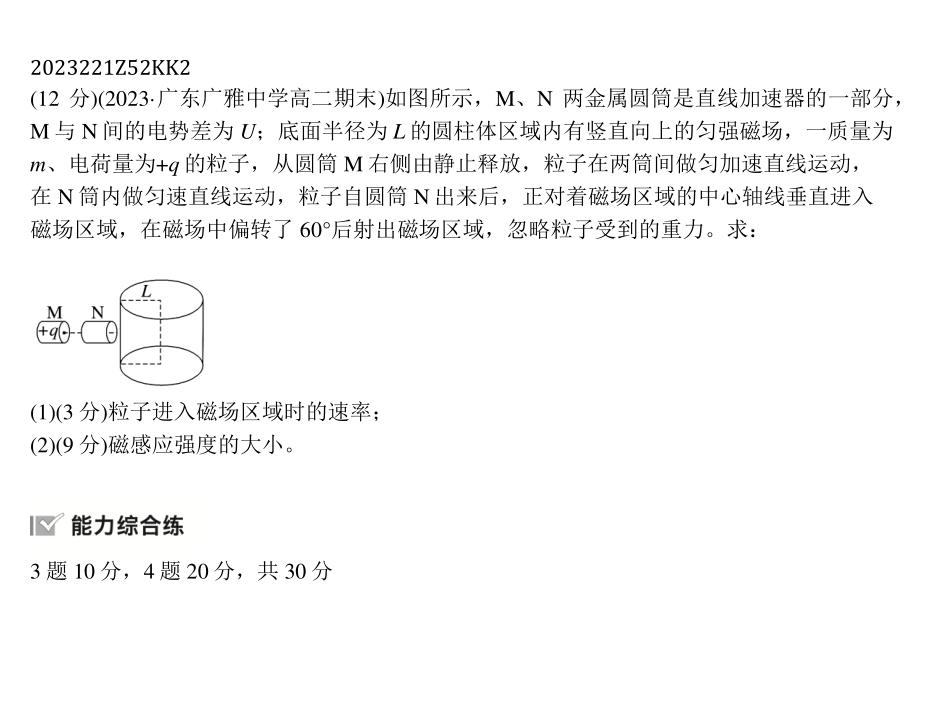 2023221Z52KK2
(12 分)(2023·广东广雅中学高二期末)如图所示，M、N 两金属圆筒是直线加速器的一部分，
M 与 N 间的电势差为 U；底面半径为 L 的圆柱体区域内有竖直向上的匀强磁场，一质量为
m、电荷量为+q 的粒子，从圆筒 M 右侧由静止释放，粒子在两筒间做匀加速直线运动，
在 N 筒内做匀速直线运动，粒子自圆筒 N 出来后，正对着磁场区域的中心轴线垂直进入
磁场区域，在磁场中偏转了 60°后射出磁场区域，忽略粒子受到的重力。求：
L
M N
+q
(1)(3 分)粒子进入磁场区域时的速率；
(2)(9 分)磁感应强度的大小。
能力综合练
3 题 10 分，4 题 20 分，共 30 分